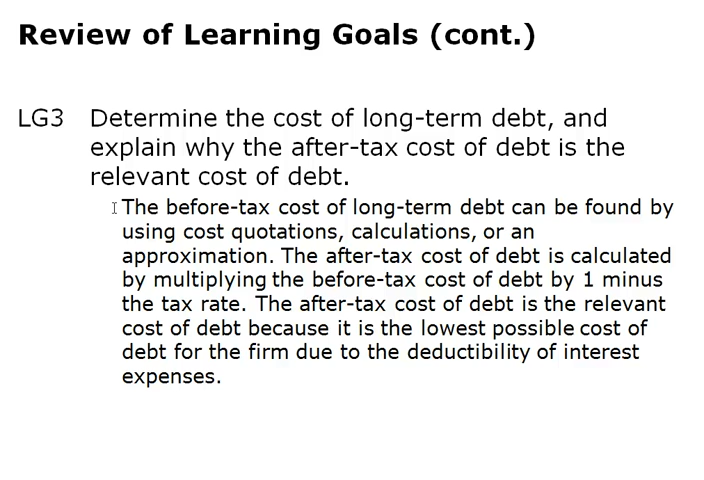 Review of Learning Goals (cont.)
LG3 Determine the cost of long-term debt, and
explain why the after-tax cost of debt is the
relevant cost of debt.
The before-tax cost of long-term debt can be found by
using cost quotations, calculations, or an
approximation. The after-tax cost of debt is calculated
by multiplying the before-tax cost of debt by 1 minus
the tax rate. The after-tax cost of debt is the relevant
cost of debt because it is the lowest possible cost of
debt for the firm due to the deductibility of interest
expenses.